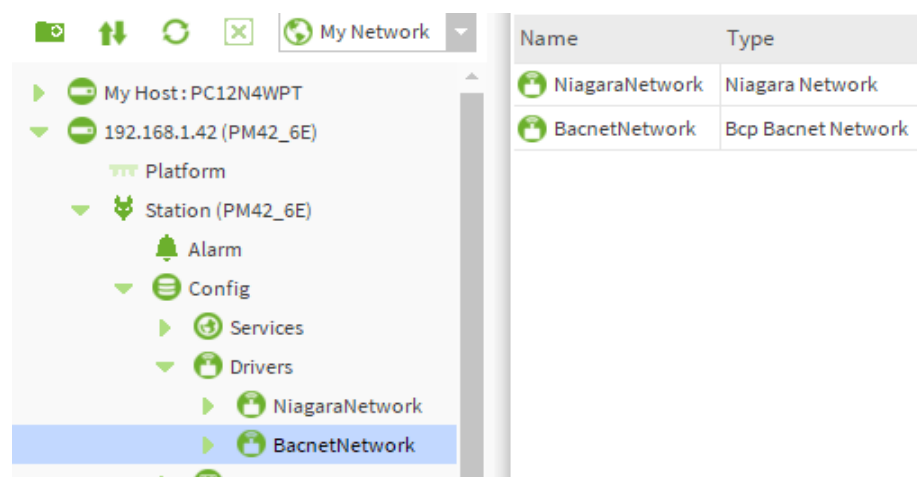 My Network
My Host : PC12N4WPT
192.168.1.42 (PM42_6E)
Platform
Station (PM42_6E)
Alarm
Config
Services
Drivers
NiagaraNetwork
BacnetNetwork
Name Type
NiagaraNetwork Niagara Network
BacnetNetwork Bcp Bacnet Network